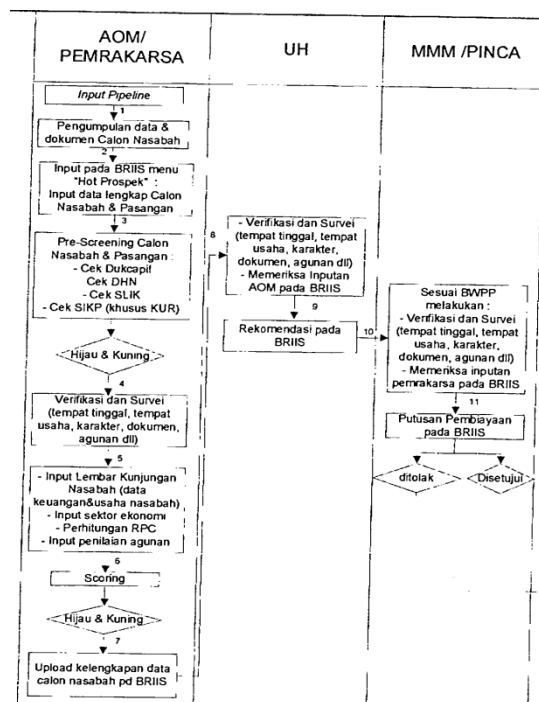 AOM/
PEMRAKARSA
UH
MMM /PINCA
Input Pipeline
1
Pengumpulan data &
dokumen Calon Nasabah
2
Input pada BRIIS menu
"Hot Prospek" :
Input data lengkap Calon
Nasabah & Pasangan
3
Pre-Screening Calon
Nasabah & Pasangan :
- Cek Dukcapil
Cek DHN
- Cek SLIK
- Cek SIKP (khusus KUR)
Hijau & Kuning
4
Verifikasi dan Survei
(tempat tinggal, tempat
usaha, karakter, dokumen,
agunan dll)
5
- Input Lembar Kunjungan
Nasabah (data
keuangan&usaha nasabah)
- Input sektor ekonomi
- Perhitungan RPC
- Input penilaian agunan
6
Scoring
Hijau & Kuning
7
Upload kelengkapan data
calon nasabah pd BRIIS
8
- Verifikasi dan Survei
(tempat tinggal, tempat
usaha, karakter,
dokumen, agunan dll)
- Memeriksa Inputan
AOM pada BRIIS
9
Rekomendasi pada
BRIIS
10
Sesuai BWPP
melakukan :
- Verifikasi dan Survei
(tempat tinggal, tempat
usaha, karakter,
dokumen, agunan dll)
- Memeriksa inputan
pemrakarsa pada BRIIS
11
Putusan Pembiayaan
pada BRIIS
ditolak
Disetujui